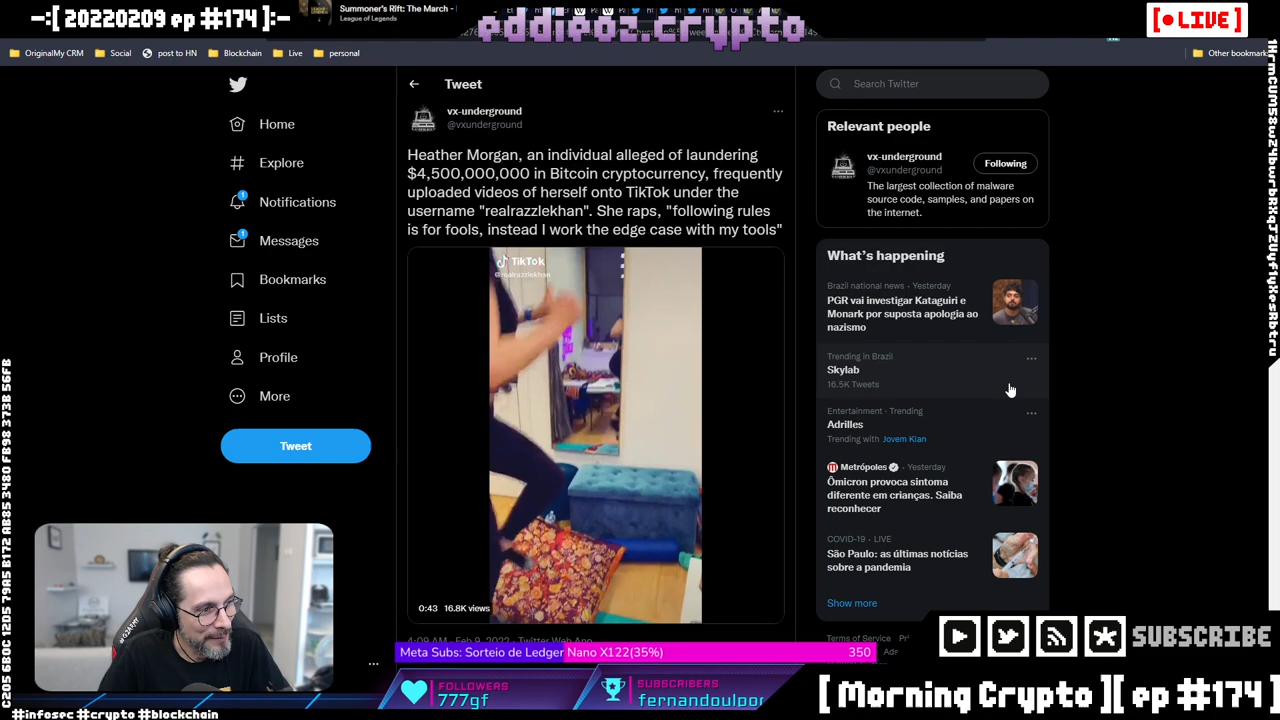 -:[ 20220209 ep #174 ]:-
Summoner's Rift: The March -
League of Legends
eddieoz.crypto
[ • LIVE ]
OriginalMy CRM
Social
post to HN
Blockchain
Live
personal
Other bookmark
Home
Explore
1
Notifications
1
Messages
Bookmarks
Lists
Profile
More
Tweet
Tweet
vx-underground
@vxunderground
Heather Morgan, an individual alleged of laundering
$4,500,000,000 in Bitcoin cryptocurrency, frequently
uploaded videos of herself onto TikTok under the
username "realrazzlekhan". She raps, "following rules
is for fools, instead I work the edge case with my tools"
TikTok
@realrazzlekhan
0:43 16.8K views
4:09 AM · Feb 9, 2022 · Twitter Web App
Search Twitter
Relevant people
vx-underground
@vxunderground
Following
The largest collection of malware
source code, samples, and papers on
the internet.
What's happening
Brazil national news · Yesterday
PGR vai investigar Kataguiri e
Monark por suposta apologia ao
nazismo
Trending in Brazil
Skylab
16.5K Tweets
Entertainment · Trending
Adrilles
Trending with Jovem Klan
Metrópoles · Yesterday
Ômicron provoca sintoma
diferente em crianças. Saiba
reconhecer
COVID-19 · LIVE
São Paulo: as últimas notícias
sobre a pandemia
Show more
Terms of Service
Meta Subs: Sorteio de Ledger Nano X122(35%) 350
FOLLOWERS
777gf
SUBSCRIBERS
fernandoulpor
SUBSCRIBE
[ Morning Crypto ][ ep #174 ]
#fosrc #crypto #blockchain